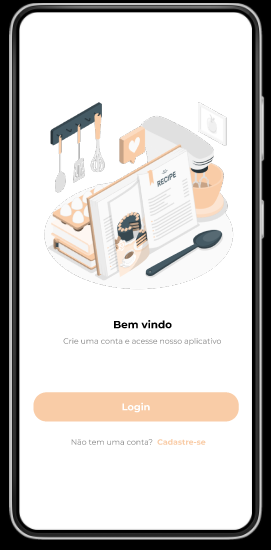 RECIPE
Bem vindo
Crie uma conta e acesse nosso aplicativo
Login
Não tem uma conta? Cadastre-se